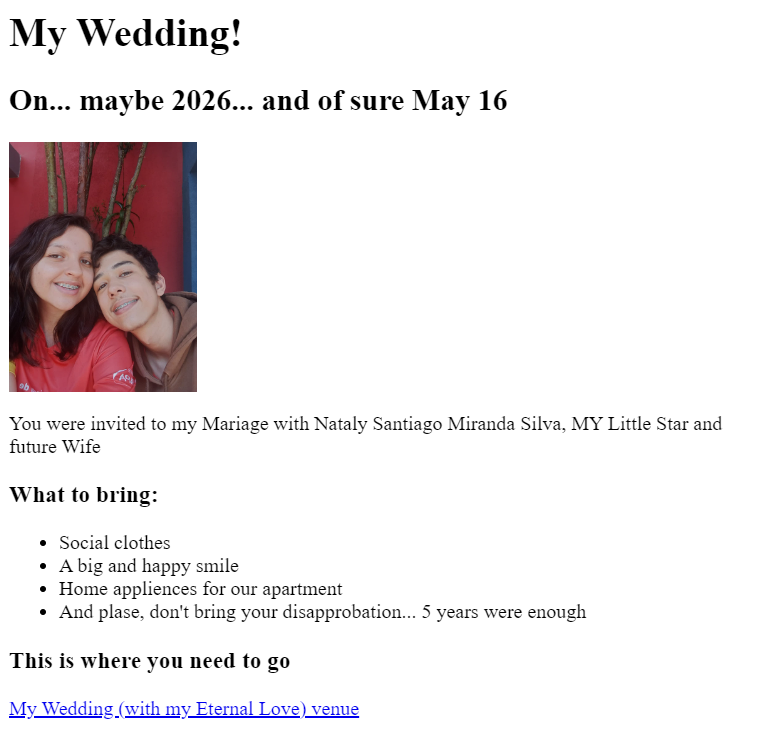 My Wedding!
On... maybe 2026... and of sure May 16
You were invited to my Mariage with Nataly Santiago Miranda Silva, MY Little Star and
future Wife
What to bring:
Social clothes
A big and happy smile
Home appliences for our apartment
And plase, don't bring your disapprobation... 5 years were enough
This is where you need to go
My Wedding (with my Eternal Love) venue